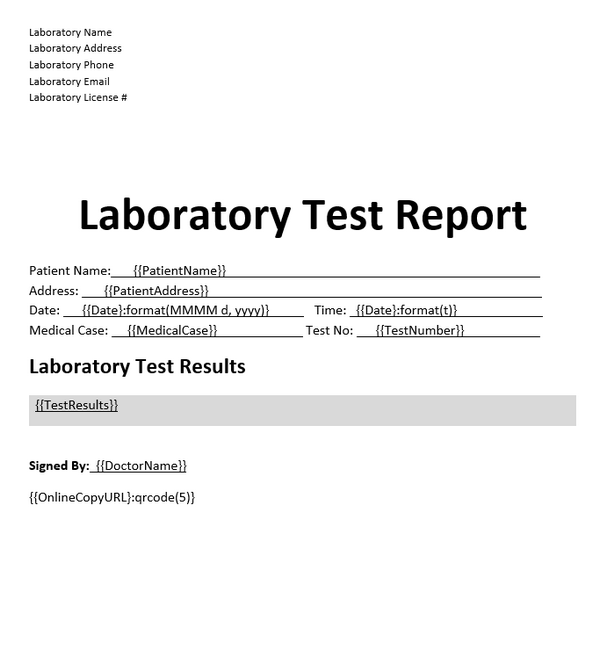 Laboratory Name
Laboratory Address
Laboratory Phone
Laboratory Email
Laboratory License #
Laboratory Test Report
Patient Name: {{PatientName}}
Address: {{PatientAddress}}
Date: {{Date}:format(MMMM d, yyyy)} Time: {{Date}:format(t)}
Medical Case: {{MedicalCase}} Test No: {{TestNumber}}
Laboratory Test Results
{{TestResults}}
Signed By: {{DoctorName}}
{{OnlineCopyURL}:qrcode(5)}